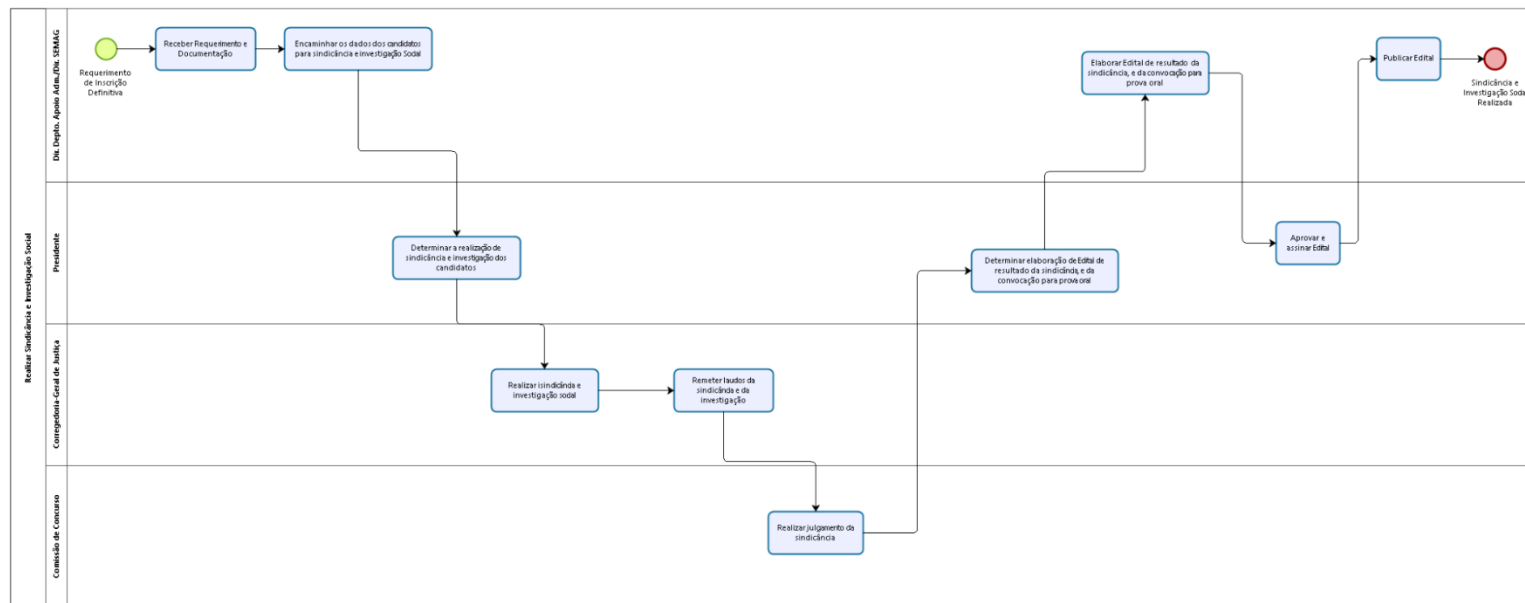 Realizar Sindicância e Investigação Social
Dir. Depto. Apoio Adm./Div. SEMAG
Requerimento
de Inscrição
Definitiva
Receber Requerimento e
Documentação
Encaminhar os dados dos candidatos
para sindicância e investigação Social
Elaborar Edital de resultado da
sindicância, e da convocação para
prova oral
Publicar Edital
Sindicância e
Investigação Social
Realizada
Presidente
Determinar a realização de
sindicância e investigação dos
candidatos
Determinar elaboração de Edital de
resultado da sindicância, e da
convocação para prova oral
Aprovar e
assinar Edital
Corregedoria-Geral de Justiça
Realizar isindicância e
investigação social
Remeter laudos da
sindicância e da
investigação
Comissão de Concurso
Realizar julgamento da
sindicância